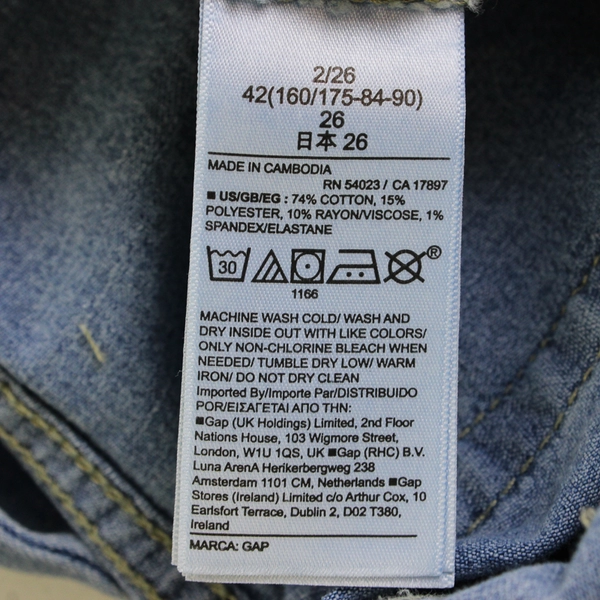 2/26
42(160/175-84-90)
26
日本 26
MADE IN CAMBODIA
RN 54023 / CA 17897
■ US/GB/EG : 74% COTTON, 15%
POLYESTER, 10% RAYON/VISCOSE, 1%
SPANDEX/ELASTANE
30
®
1166
MACHINE WASH COLD/ WASH AND
DRY INSIDE OUT WITH LIKE COLORS/
ONLY NON-CHLORINE BLEACH WHEN
NEEDED/ TUMBLE DRY LOW/ WARM
IRON/ DO NOT DRY CLEAN
Imported By/Importe Par/DISTRIBUIDO
POR/ΕΙΣΑΓΕΤΑΙ ΑΠΟ ΤΗΝ:
■Gap (UK Holdings) Limited, 2nd Floor
Nations House, 103 Wigmore Street,
London, W1U 1QS, UK ■Gap (RHC) B.V.
Luna ArenA Herikerbergweg 238
Amsterdam 1101 CM, Netherlands ■Gap
Stores (Ireland) Limited c/o Arthur Cox, 10
Earlsfort Terrace, Dublin 2, D02 T380,
Ireland
MARCA: GAP